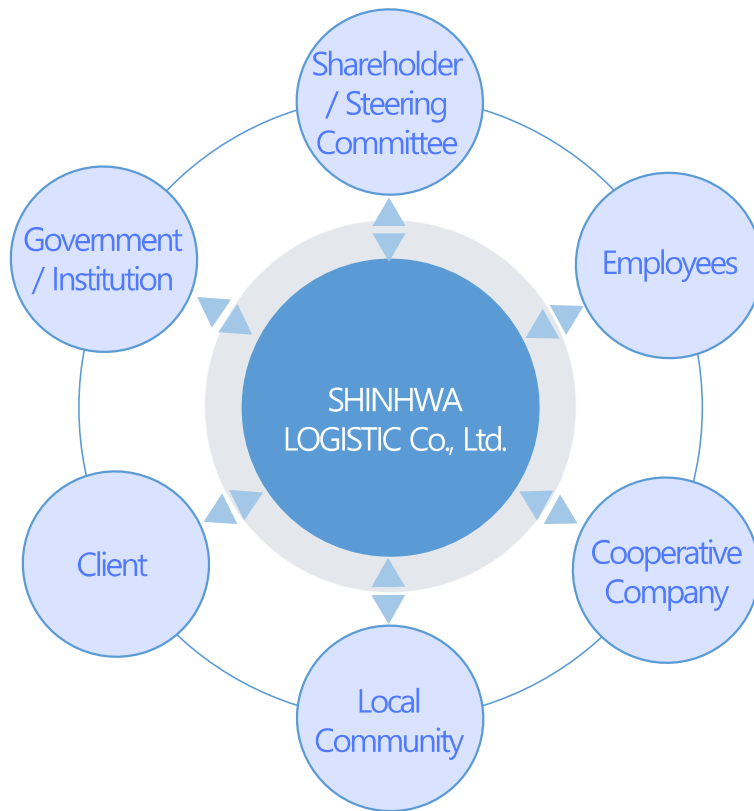 Shareholder
/ Steering
Committee
Government
/ Institution
Employees
SHINHWA
LOGISTIC Co., Ltd.
Client
Cooperative
Company
Local
Community